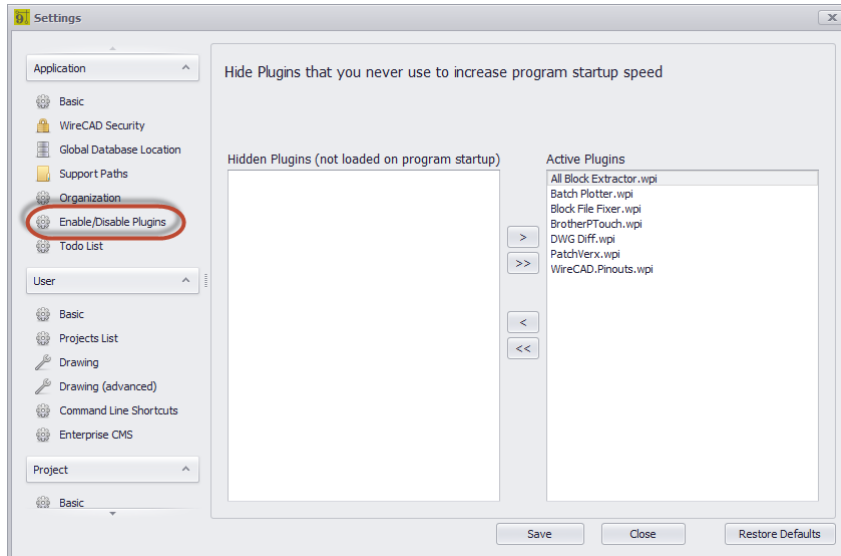 Settings
Application
Basic
WireCAD Security
Global Database Location
Support Paths
Organization
Enable/Disable Plugins
Todo List
User
Basic
Projects List
Drawing
Drawing (advanced)
Command Line Shortcuts
Enterprise CMS
Project
Basic
Hide Plugins that you never use to increase program startup speed
Hidden Plugins (not loaded on program startup)
>
>>
<
<<
Active Plugins
All Block Extractor.wpi
Batch Plotter.wpi
Block File Fixer.wpi
BrotherPTouch.wpi
DWG Diff.wpi
PatchVerx.wpi
WireCAD.Pinouts.wpi
Save Close Restore Defaults